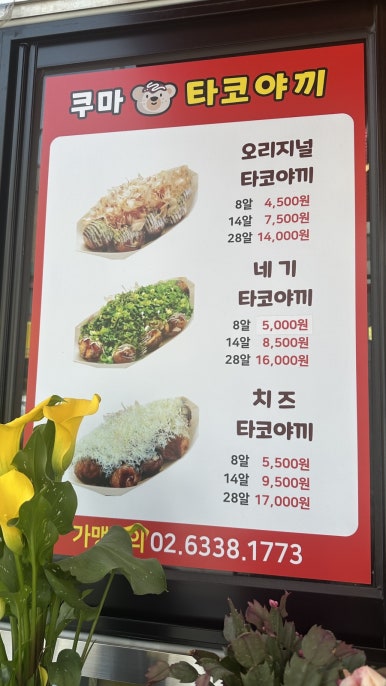 쿠마 타코야끼
오리지널
타코야끼
8알 4,500원
14알 7,500원
28알 14,000원
네기
타코야끼
8알 5,000원
14알 8,500원
28알 16,000원
치즈
타코야끼
8알 5,500원
14알 9,500원
28알 17,000원
가맹 의 02.6338.1773